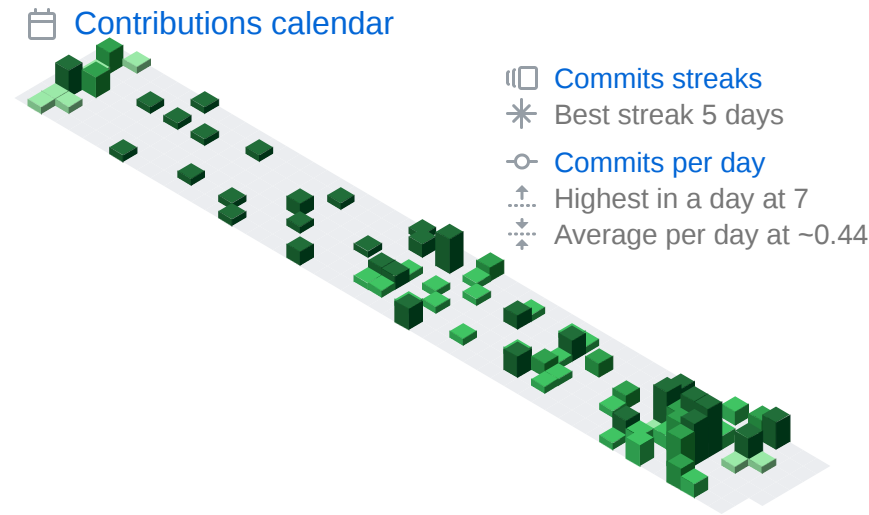 Contributions calendar
Commits streaks
Best streak 5 days
Commits per day
Highest in a day at 7
Average per day at ~0.44